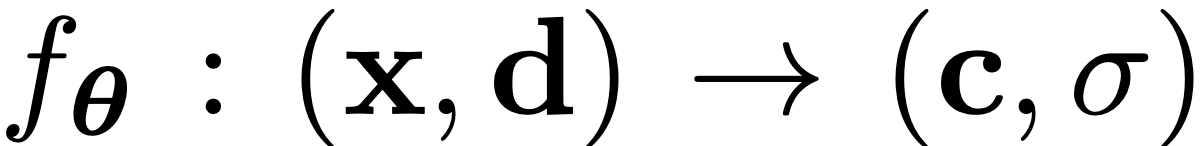 f_𝛉 : (𝐱, 𝐝) ⟶ (𝐜, σ)